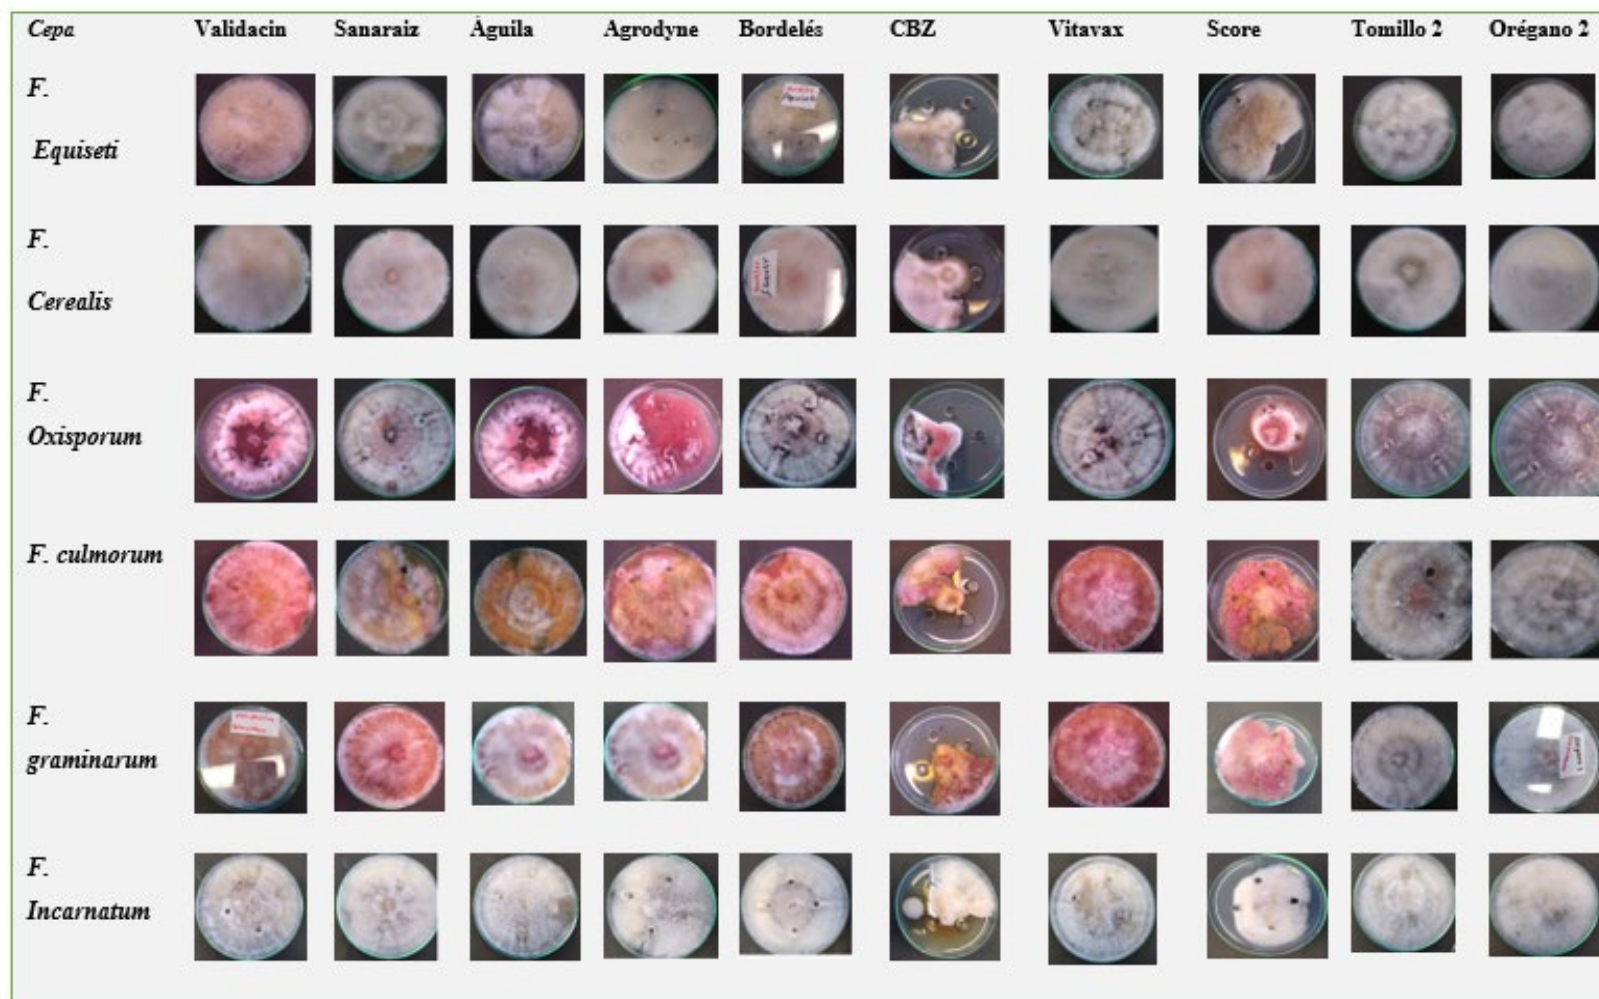 Cepa Validacin Sanaraiz Águila Agrodyne Bordelés CBZ Vitavax Score Tomillo 2 Orégano 2
F.
Equiseti
F.
Cerealis
F.
Oxisporum
F. culmorum
F.
graminarum
F.
Incarnatum